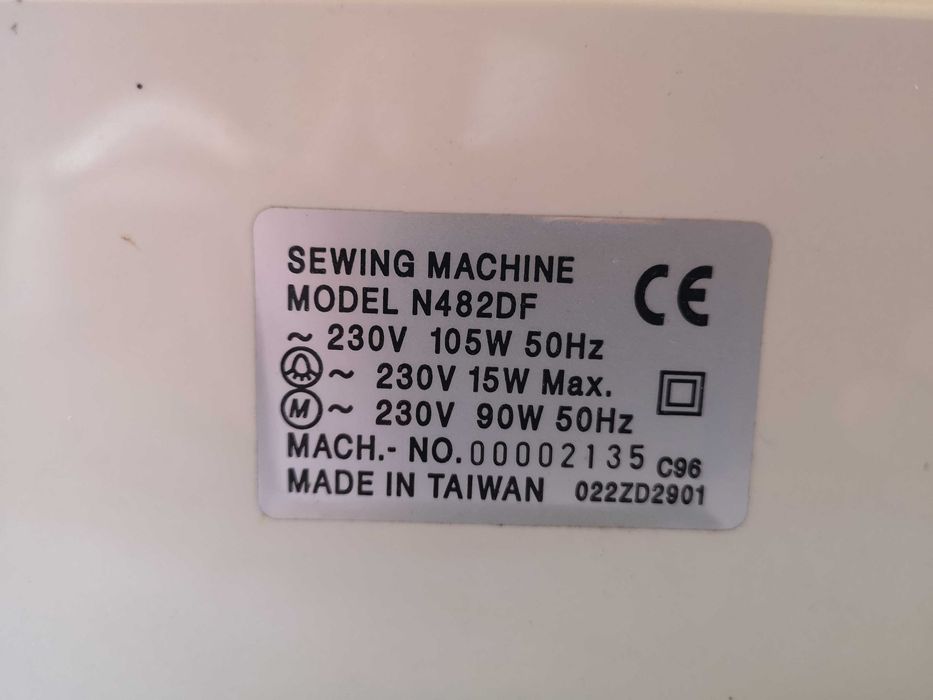 SEWING MACHINE
MODEL N482DF
CE
~ 230V 105W 50Hz
~ 230V 15W Max.
M ~ 230V 90W 50Hz
MACH.- NO. 00002135 C96
MADE IN TAIWAN 022ZD2901